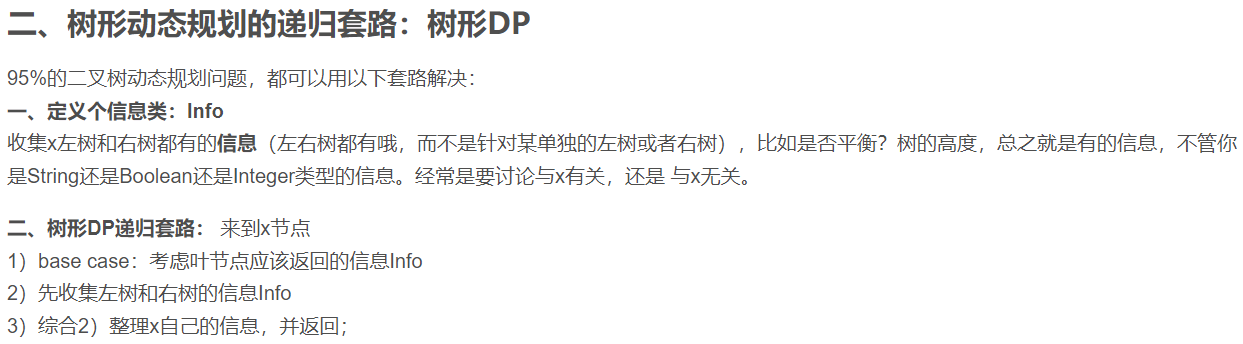 二、树形动态规划的递归套路：树形DP
95%的二叉树动态规划问题，都可以用以下套路解决：
一、定义个信息类：Info
收集x左树和右树都有的信息（左右树都有哦，而不是针对某单独的左树或者右树），比如是否平衡？树的高度，总之就是有的信息，不管你
是String还是Boolean还是Integer类型的信息。经常是要讨论与x有关，还是 与x无关。
二、树形DP递归套路： 来到x节点
1）base case：考虑叶节点应该返回的信息Info
2）先收集左树和右树的信息Info
3）综合2）整理x自己的信息，并返回；